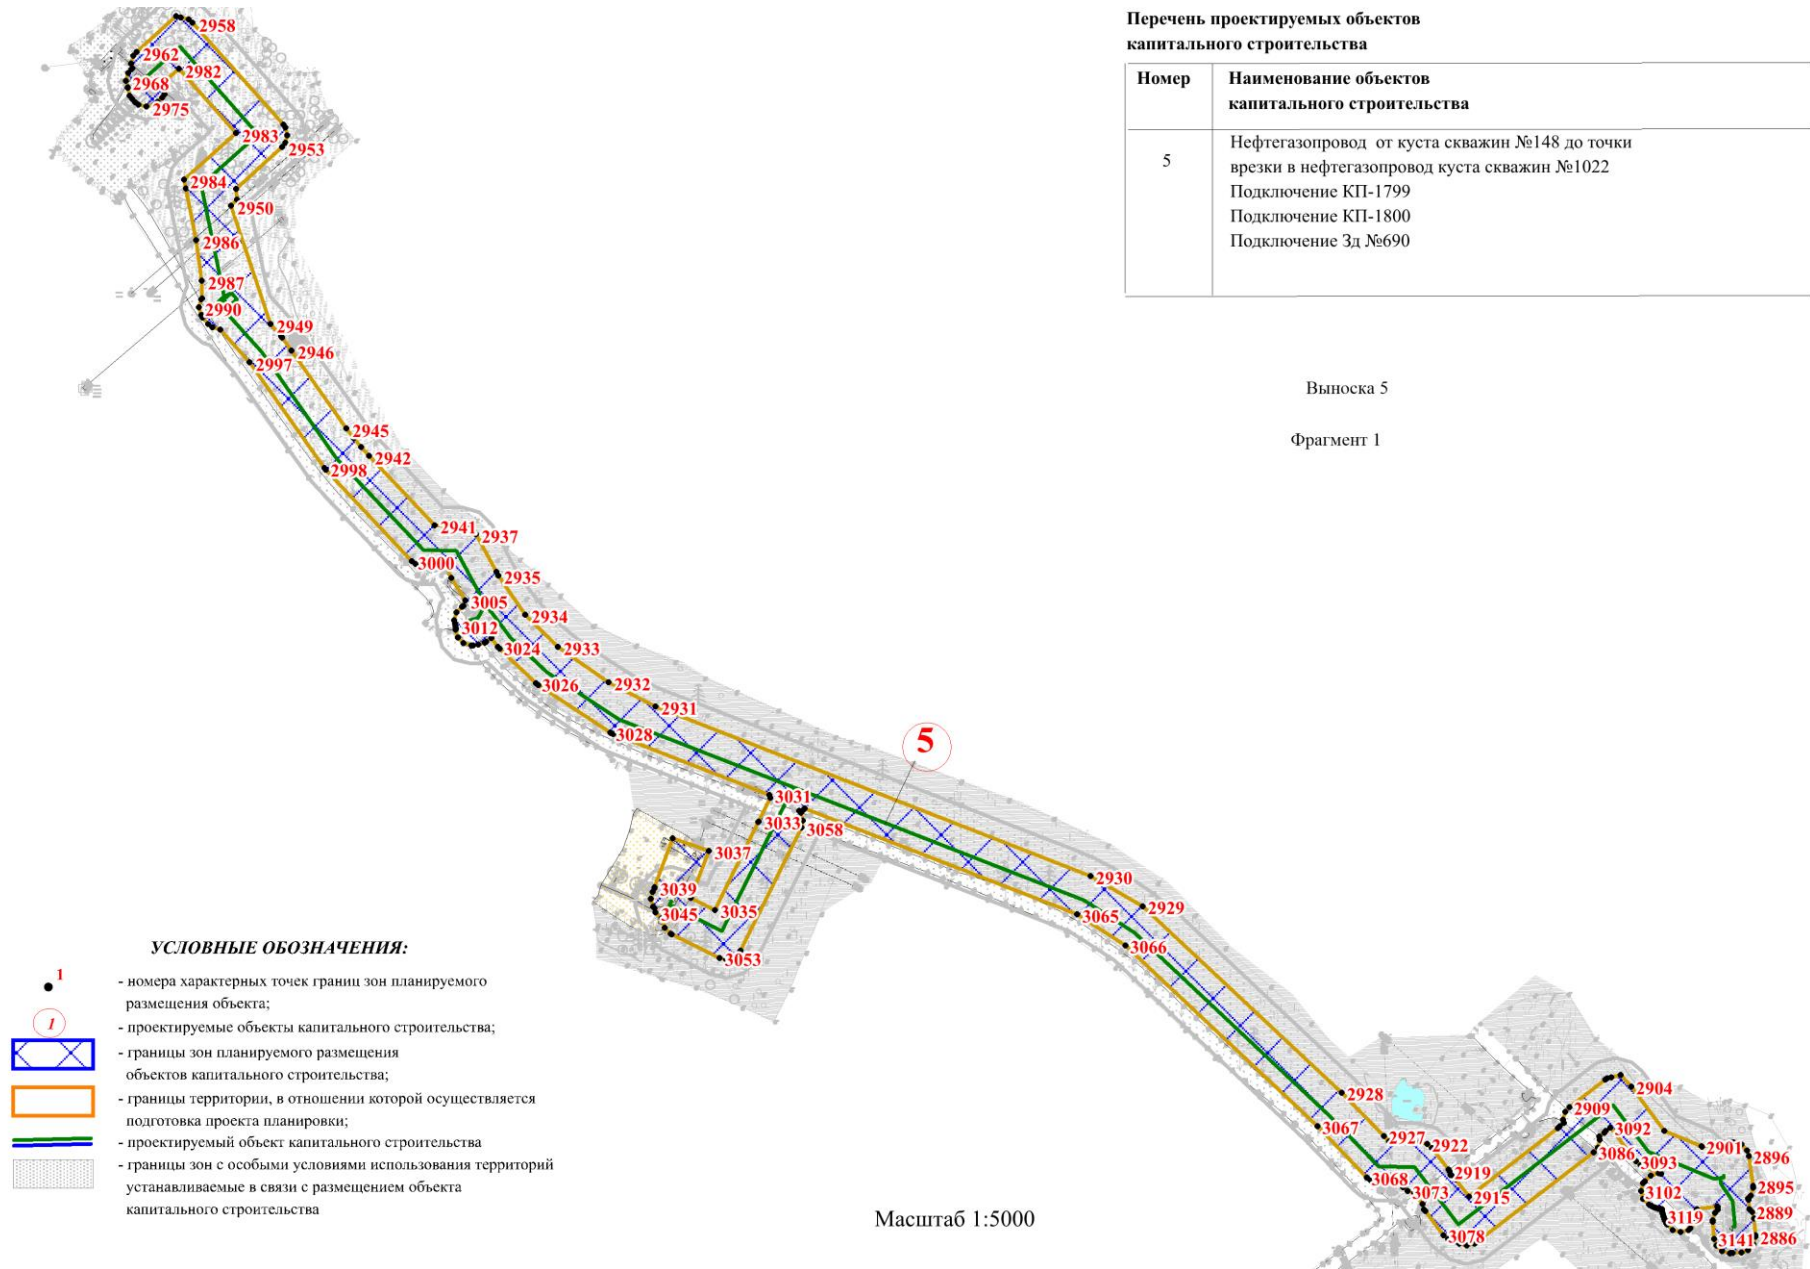 Перечень проектируемых объектов
капитального строительства
Номер
Наименование объектов
капитального строительства
5
Нефтегазопровод от куста скважин №148 до точки
врезки в нефтегазопровод куста скважин №1022
Подключение КП-1799
Подключение КП-1800
Подключение Зд №690
Выноска 5
Фрагмент 1
2958
2962
2982
2968
2975
2983
2953
2984
2950
2986
2987
2990
2949
2946
2997
2945
2942
2998
2941
2937
3000
2935
3005
2934
3012
3024
2933
3026
2932
2931
3028
5
3031
3033
3058
3037
3039
3035
3045
3053
2930
2929
3065
3066
2928
3067
2927
2922
2919
3068
3073
2915
3078
2904
2909
3092
3086
3093
2901
2896
3102
2895
3119
2889
3141
2886
УСЛОВНЫЕ ОБОЗНАЧЕНИЯ:
1
- номера характерных точек границ зон планируемого
размещения объекта;
1
- проектируемые объекты капитального строительства;
- границы зон планируемого размещения
объектов капитального строительства;
- границы территории, в отношении которой осуществляется
подготовка проекта планировки;
- проектируемый объект капитального строительства
- границы зон с особыми условиями использования территорий
устанавливаемые в связи с размещением объекта
капитального строительства
Масштаб 1:5000